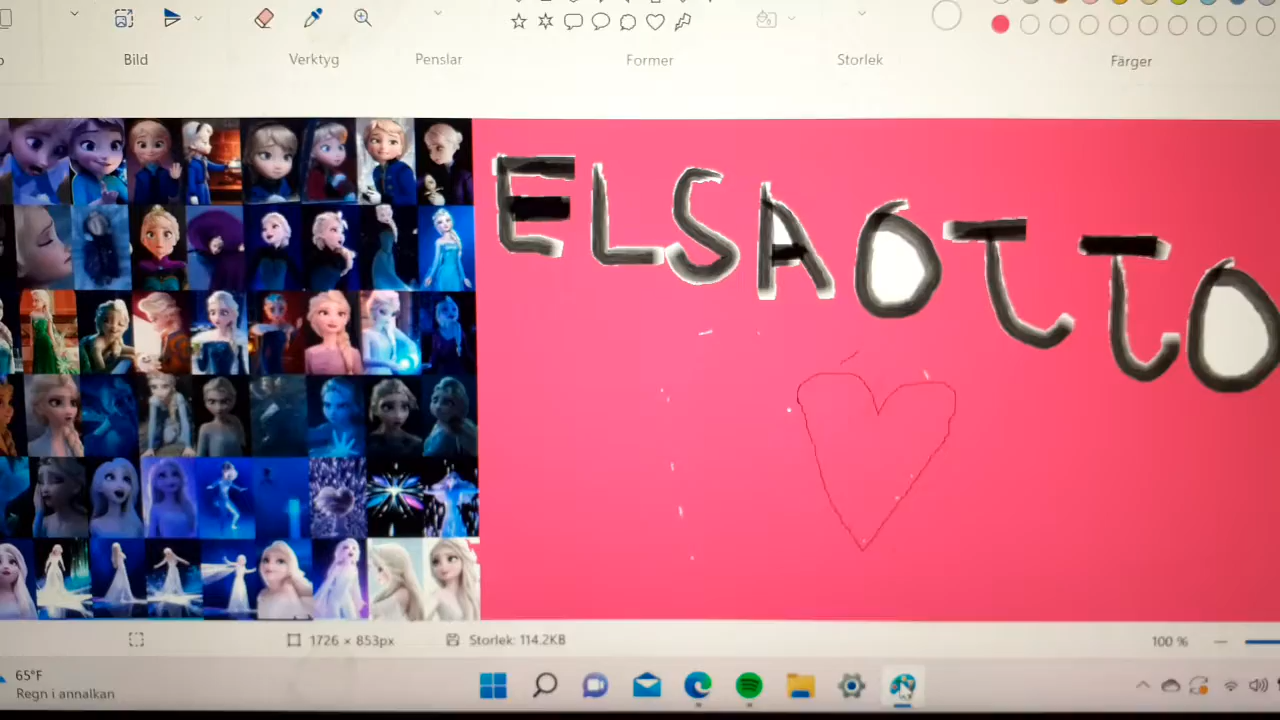 Bild Verktyg Penslar Former Storlek Färger
ELSAOTTO
1726 × 853px Storlek: 114.2KB 100 %
65°F
Regn i annalkan